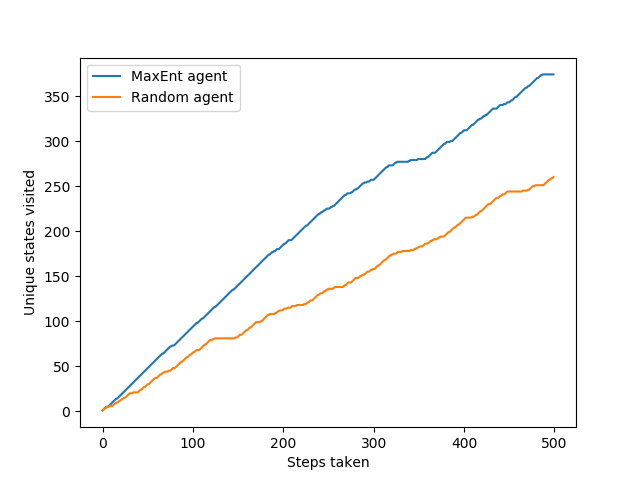 MaxEnt agent
Random agent
350
300
250
200
150
100
50
0
Unique states visited
0 100 200 300 400 500
Steps taken